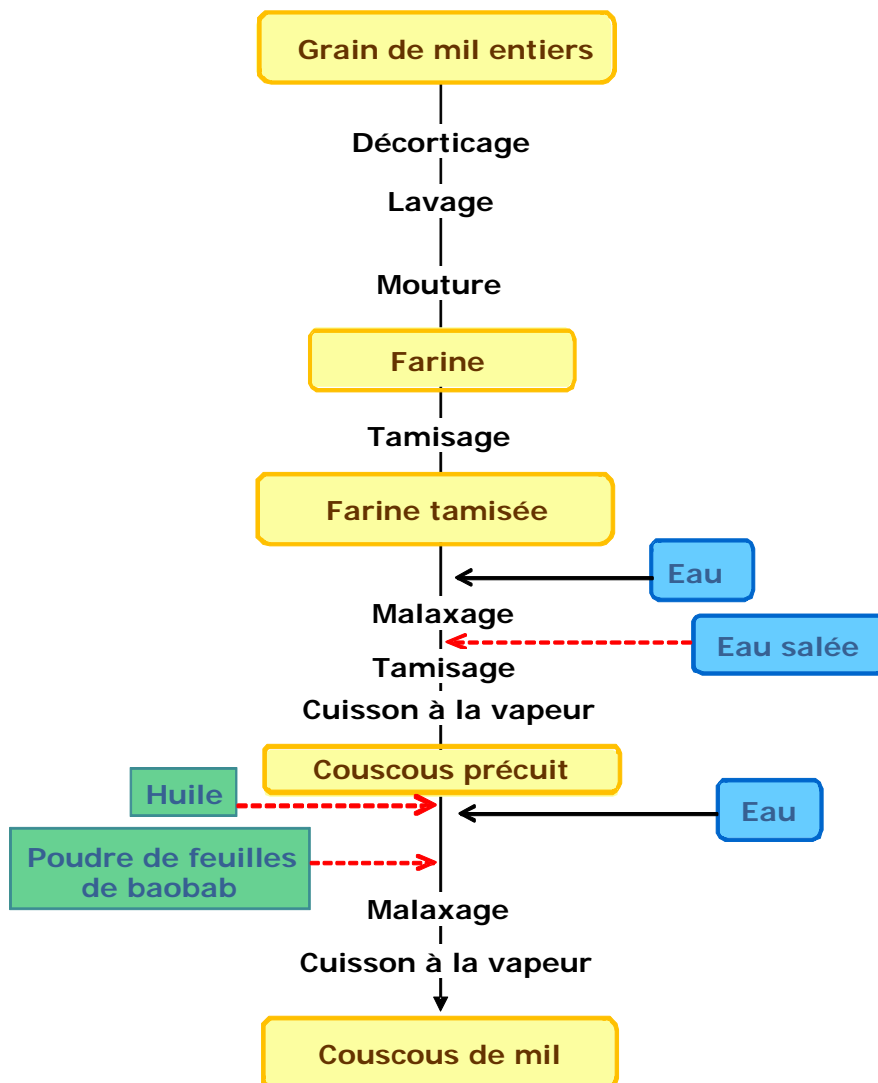 Grain de mil entiers
Décorticage
Lavage
Mouture
Farine
Tamisage
Farine tamisée
Eau
Malaxage
Eau salée
Tamisage
Cuisson à la vapeur
Couscous précuit
Huile
Eau
Poudre de feuilles
de baobab
Malaxage
Cuisson à la vapeur
Couscous de mil